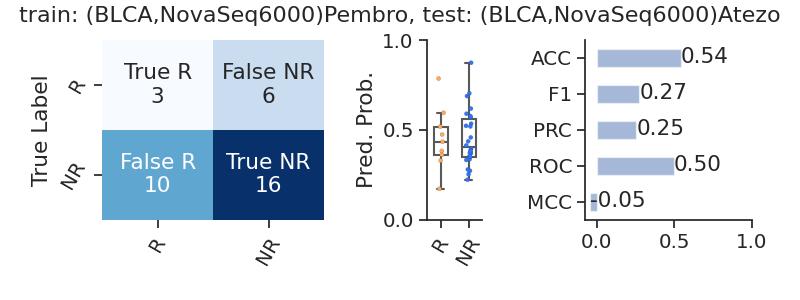 train: (BLCA,NovaSeq6000)Pembro, test: (BLCA,NovaSeq6000)Atezo
True Label
R
NR
True R
3
False NR
6
False R
10
True NR
16
R
NR
Pred. Prob.
1.0
0.5
0.0
R
NR
ACC
0.54
F1
0.27
PRC
0.25
ROC
0.50
MCC
-0.05
0.0
0.5
1.0